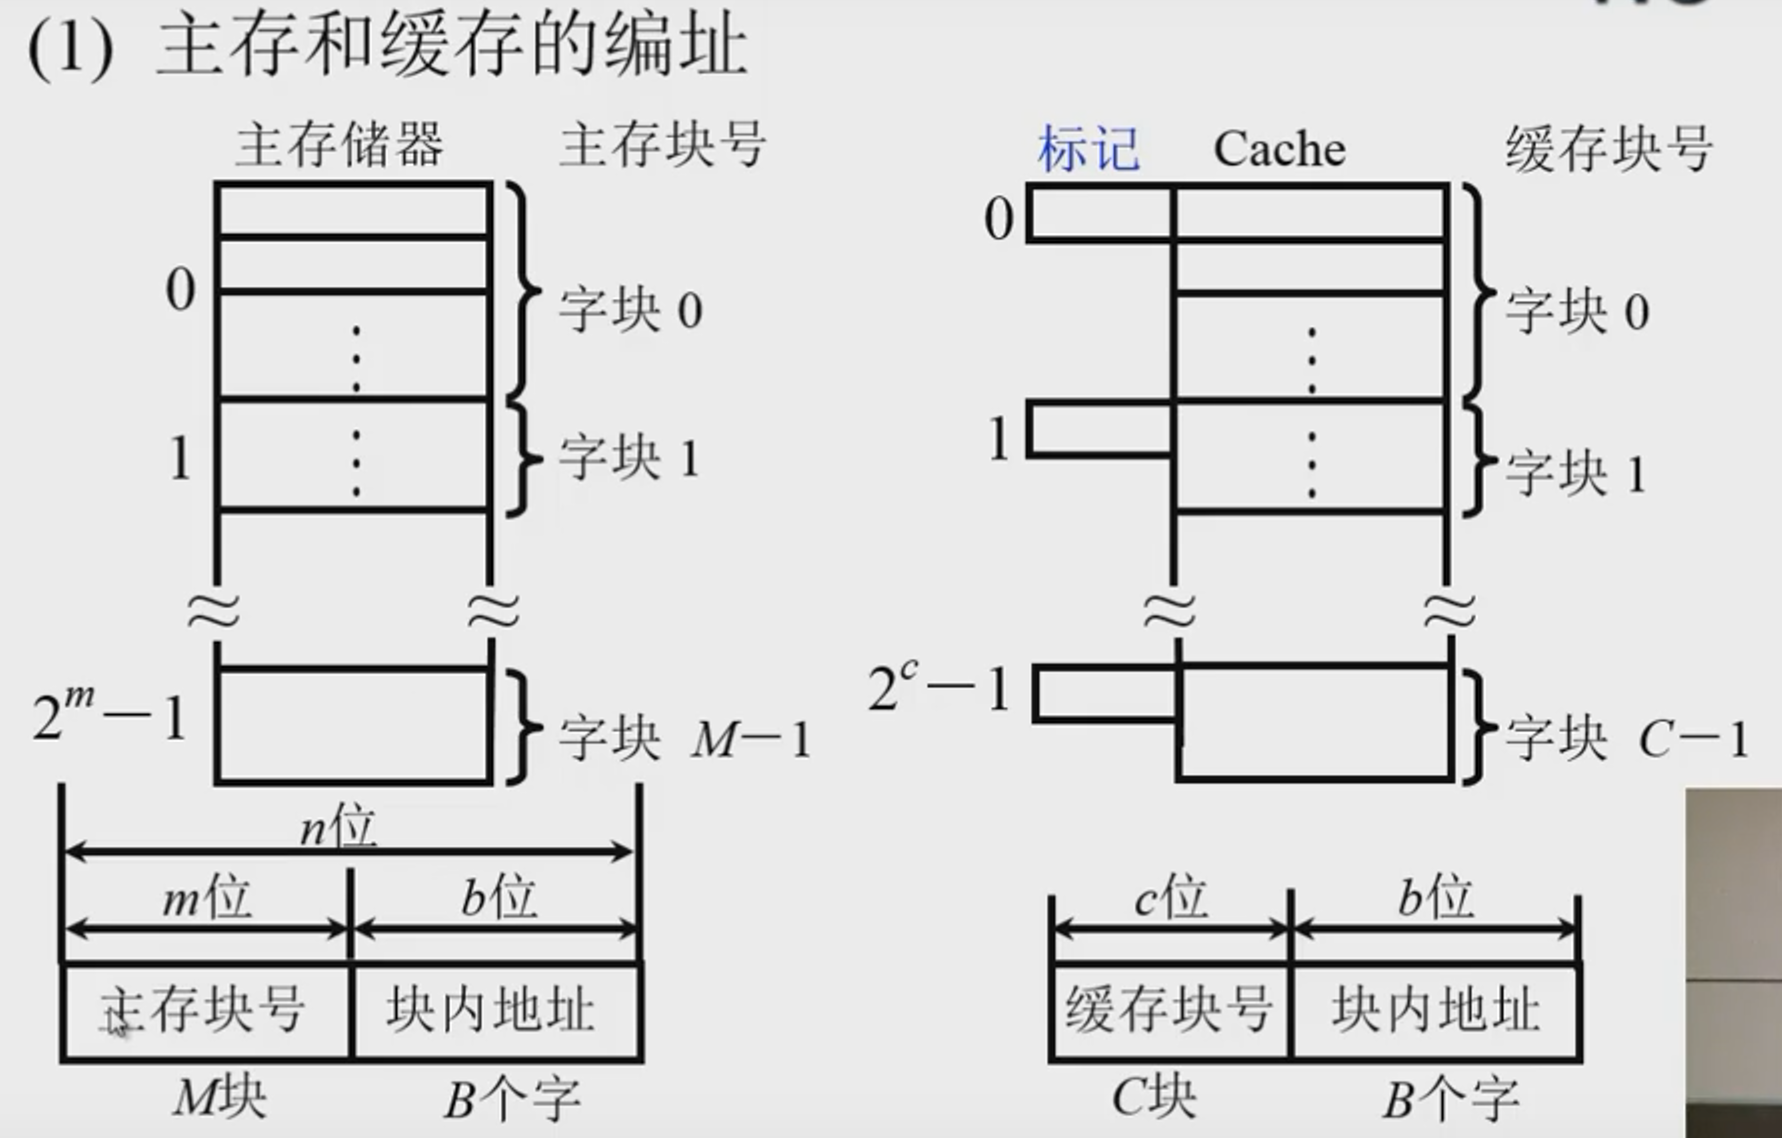 (1) 主存和缓存的编址
主存储器 主存块号
标记 Cache 缓存块号
0 字块 0
1 字块 1
2^m－1 字块 M－1
0 字块 0
1 字块 1
2^c－1 字块 C－1
n位
m位 b位
主存块号 块内地址
M块 B个字
c位 b位
缓存块号 块内地址
C块 B个字